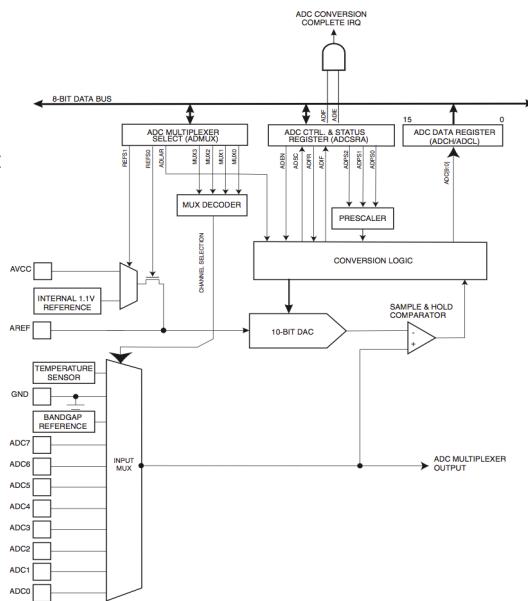 ADC CONVERSION
COMPLETE IRQ
8-BIT DATA BUS
ADIF
ADIE
15
0
ADC MULTIPLEXER
SELECT (ADMUX)
ADC CTRL. & STATUS
REGISTER (ADCSRA)
ADC DATA REGISTER
(ADCH/ADCL)
REFS1
REFS0
ADLAR
MUX3
MUX2
MUX1
MUX0
ADEN
ADSC
ADFR
ADIF
ADPS2
ADPS1
ADPS0
ADC[9:0]
MUX DECODER
PRESCALER
CHANNEL SELECTION
CONVERSION LOGIC
AVCC
INTERNAL 1.1V
REFERENCE
SAMPLE & HOLD
COMPARATOR
AREF
10-BIT DAC
-
+
TEMPERATURE
SENSOR
GND
BANDGAP
REFERENCE
ADC7
ADC6
INPUT
MUX
ADC MULTIPLEXER
OUTPUT
ADC5
ADC4
ADC3
ADC2
ADC1
ADC0